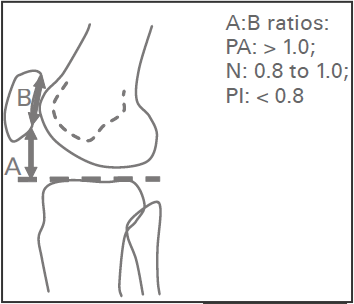 A:B ratios:
PA: > 1.0;
N: 0.8 to 1.0;
PI: < 0.8
B
A